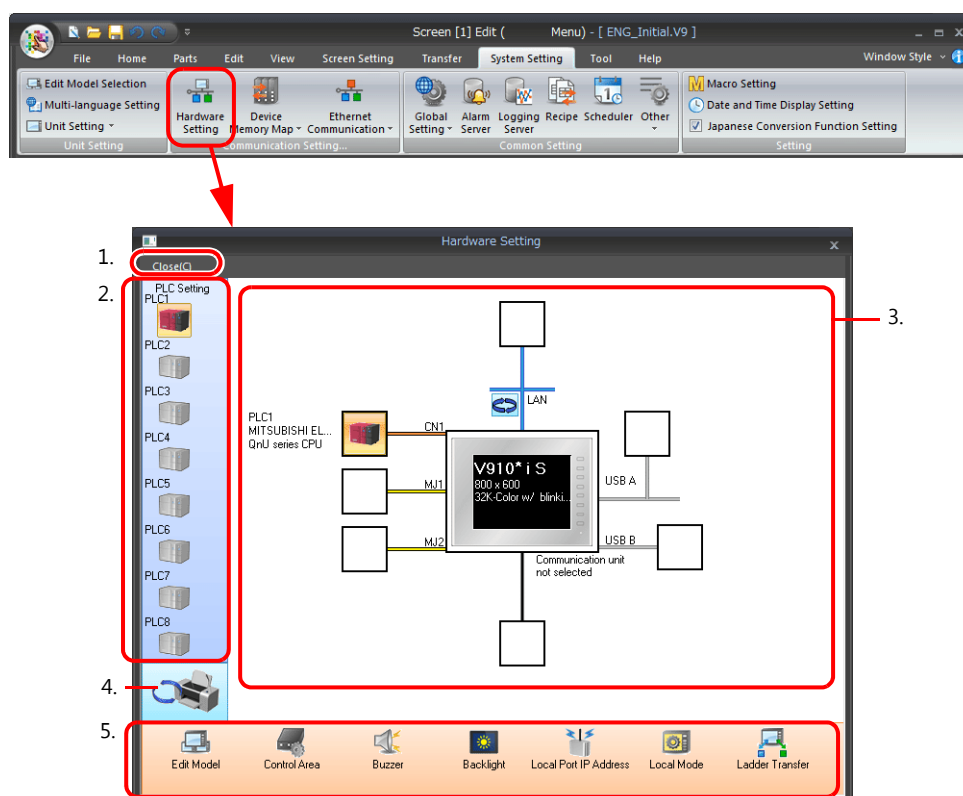 Screen [1] Edit ( Menu) - [ ENG_Initial.V9 ]
File Home Parts Edit View Screen Setting Transfer System Setting Tool Help Window Style
Edit Model Selection
Multi-language Setting
Unit Setting
Unit Setting
Hardware Setting
Device Memory Map
Ethernet Communication
Communication Setting...
Global Setting
Alarm Server
Logging Server
Recipe
Scheduler
Other
Common Setting
Macro Setting
Date and Time Display Setting
Japanese Conversion Function Setting
Setting
Hardware Setting
x
1.
Close(C)
2.
PLC Setting
PLC1
PLC2
PLC3
PLC4
PLC5
PLC6
PLC7
PLC8
3.
LAN
PLC1
MITSUBISHI EL...
QnU series CPU
CN1
MJ1
MJ2
V910*iS
800 x 600
32K-Color w/ blinki...
USB A
USB B
Communication unit
not selected
4.
5.
Edit Model
Control Area
Buzzer
Backlight
Local Port IP Address
Local Mode
Ladder Transfer